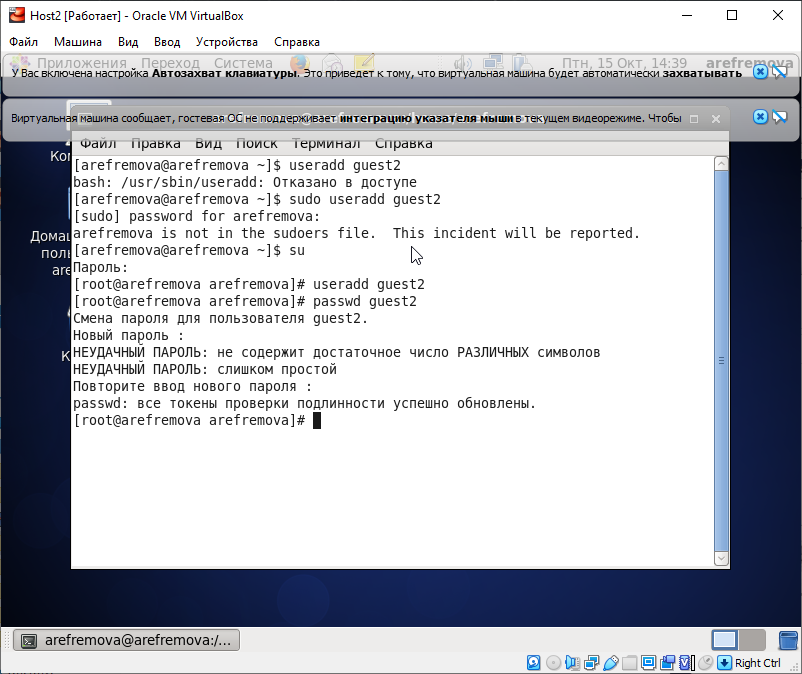 Host2 [Работает] - Oracle VM VirtualBox
Файл Машина Вид Ввод Устройства Справка
Приложения Переход Система Птн, 15 Окт, 14:39 arefremova
У Вас включена настройка Автозахват клавиатуры. Это приведет к тому, что виртуальная машина будет автоматически захватывать
Виртуальная машина сообщает, гостевая ОС не поддерживает интеграцию указателя мыши в текущем видеорежиме. Чтобы
Файл Правка Вид Поиск Терминал Справка
[arefremova@arefremova ~]$ useradd guest2
bash: /usr/sbin/useradd: Отказано в доступе
[arefremova@arefremova ~]$ sudo useradd guest2
[sudo] password for arefremova:
arefremova is not in the sudoers file.  This incident will be reported.
[arefremova@arefremova ~]$ su
Пароль:
[root@arefremova arefremova]# useradd guest2
[root@arefremova arefremova]# passwd guest2
Смена пароля для пользователя guest2.
Новый пароль :
НЕУДАЧНЫЙ ПАРОЛЬ: не содержит достаточное число РАЗЛИЧНЫХ символов
НЕУДАЧНЫЙ ПАРОЛЬ: слишком простой
Повторите ввод нового пароля :
passwd: все токены проверки подлинности успешно обновлены.
[root@arefremova arefremova]#
arefremova@arefremova:/...
Right Ctrl